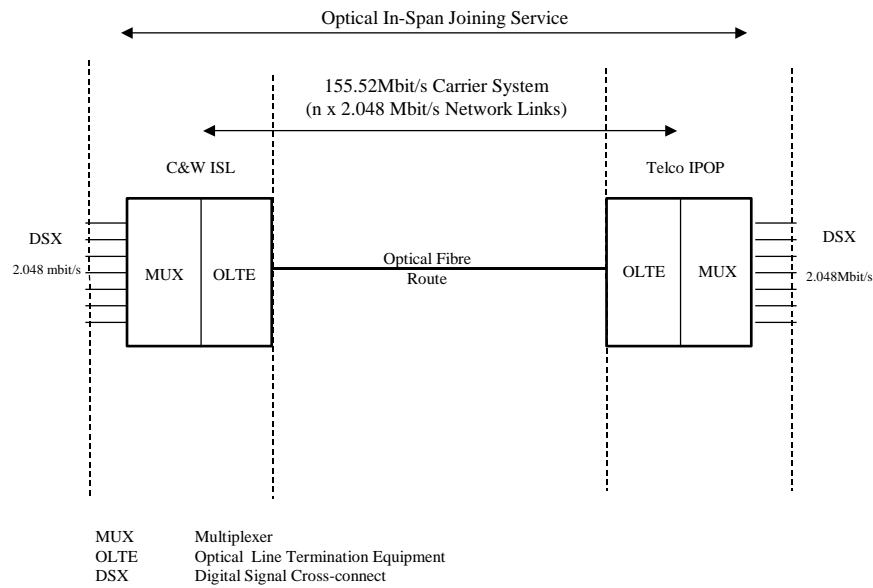 Optical In-Span Joining Service
155.52Mbit/s Carrier System
(n x 2.048 Mbit/s Network Links)
C&W ISL
Telco IPOP
DSX
2.048 mbit/s
MUX
OLTE
Optical Fibre
Route
OLTE
MUX
DSX
2.048Mbit/s
MUX Multiplexer
OLTE Optical Line Termination Equipment
DSX Digital Signal Cross-connect